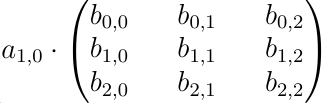 b_{0,0} b_{0,1} b_{0,2}
a_{1,0} · b_{1,0} b_{1,1} b_{1,2}
b_{2,0} b_{2,1} b_{2,2}